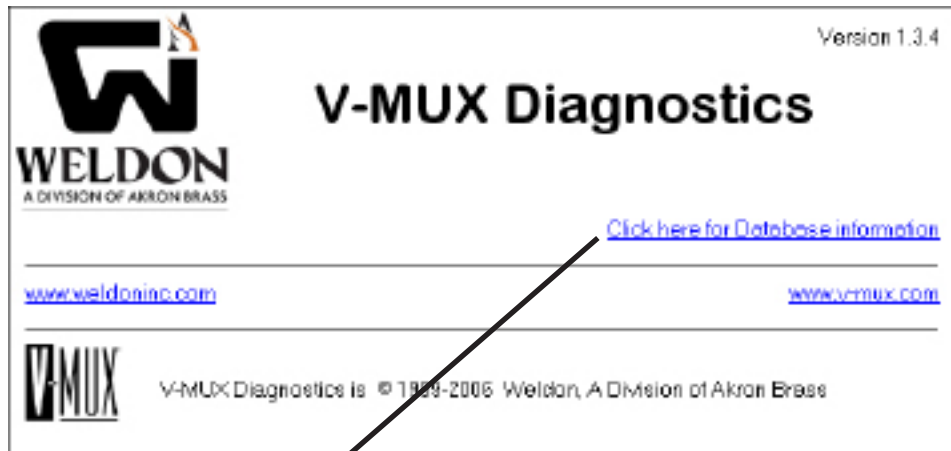 Version 1.3.4
V-MUX Diagnostics
WELDON
A DIVISION OF AKRON BRASS
Click here for Database information
www.weldoninc.com
www.v-mux.com
V-MUX
V-MUX Diagnostics is © 1999-2006 Weldon, A Division of Akron Brass